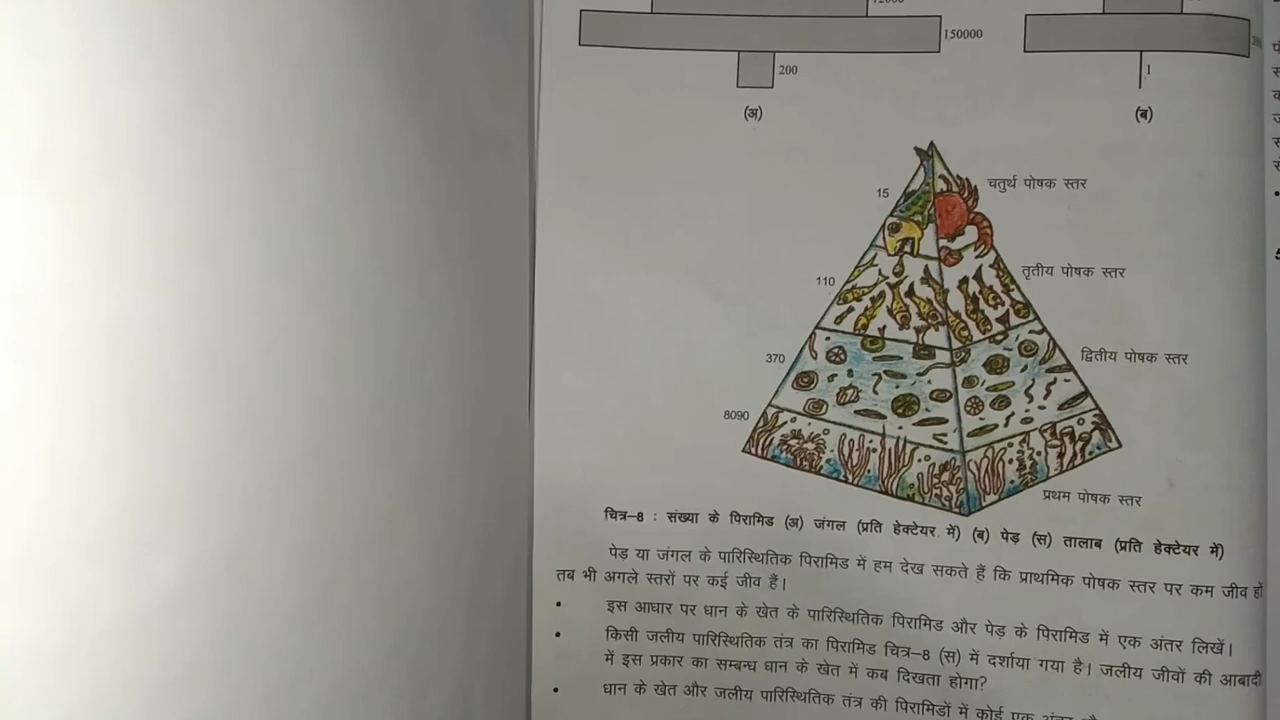 150000
200
1
(अ)
(ब)
15
चतुर्थ पोषक स्तर
110
तृतीय पोषक स्तर
370
द्वितीय पोषक स्तर
8090
प्रथम पोषक स्तर
चित्र–8 : संख्या के पिरामिड (अ) जंगल (प्रति हेक्टेयर में) (ब) पेड़ (स) तालाब (प्रति हेक्टेयर में)
पेड़ या जंगल के पारिस्थितिक पिरामिड में हम देख सकते हैं कि प्राथमिक पोषक स्तर पर कम जीव हों
तब भी अगले स्तरों पर कई जीव हैं।
• इस आधार पर धान के खेत के पारिस्थितिक पिरामिड और पेड़ के पिरामिड में एक अंतर लिखें।
• किसी जलीय पारिस्थितिक तंत्र का पिरामिड चित्र–8 (स) में दर्शाया गया है। जलीय जीवों की आबादी
में इस प्रकार का सम्बन्ध धान के खेत में कब दिखता होगा?
• धान के खेत और जलीय पारिस्थितिक तंत्र की पिरामिडों में कोई एक